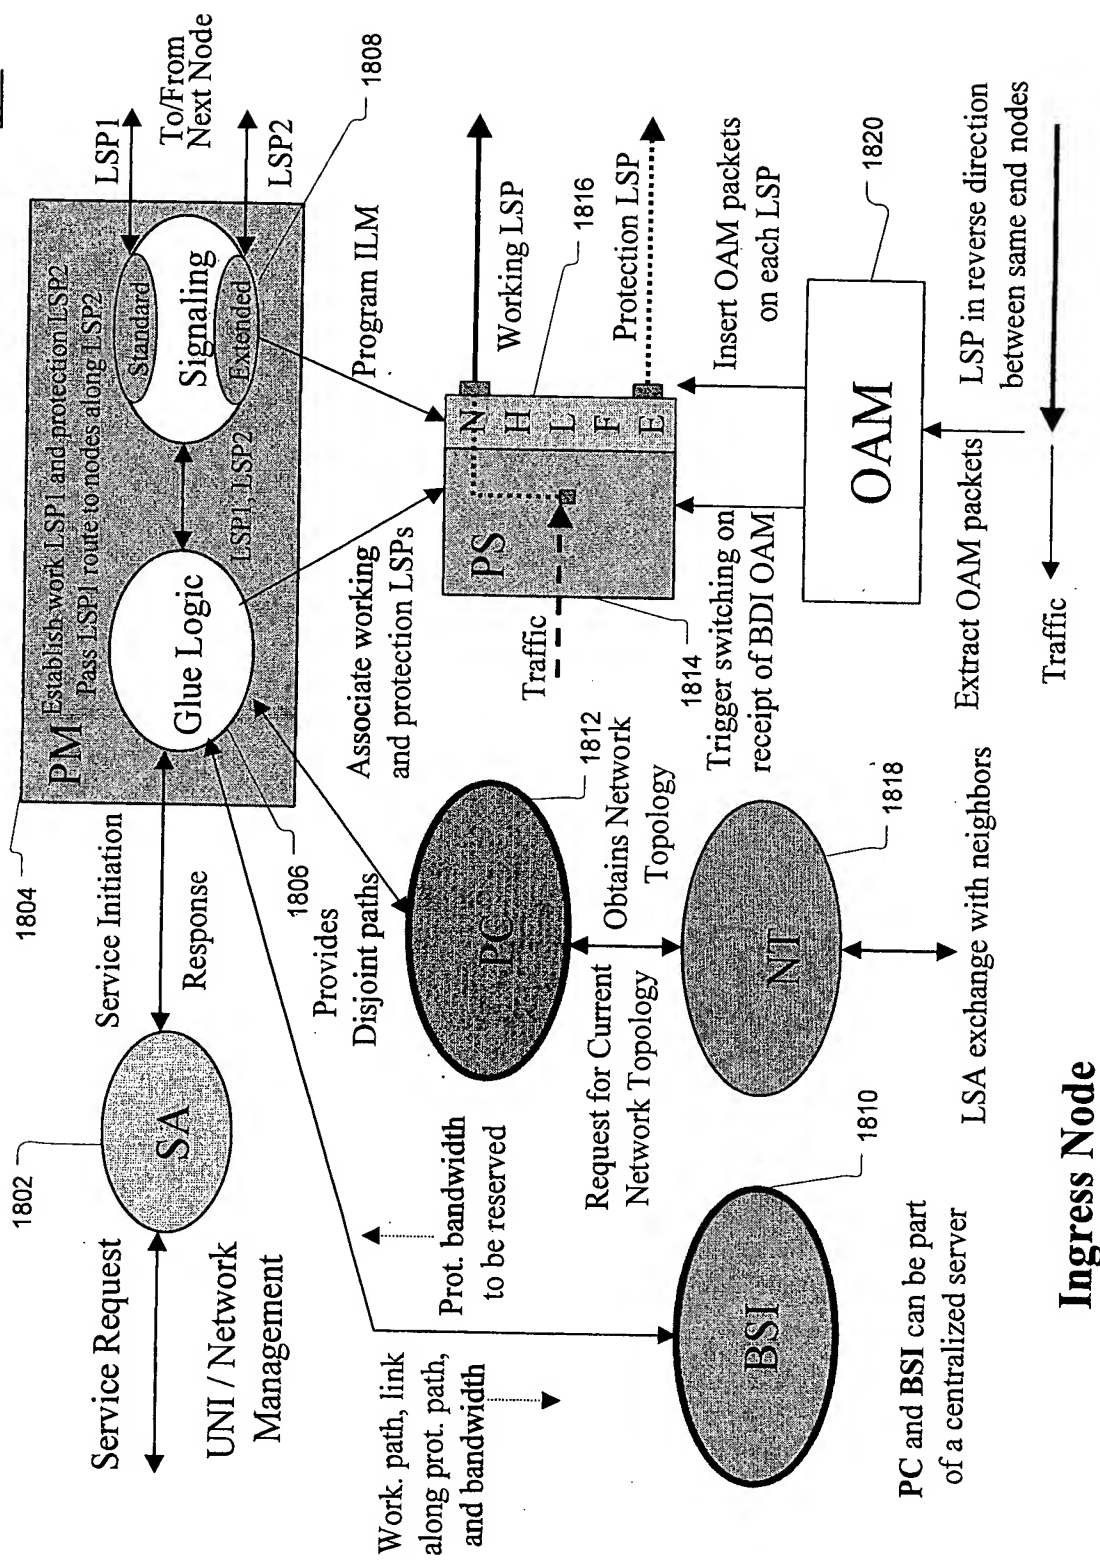 1804
PM
Establish work LSP1 and protection LSP2
Pass LSP1 route to nodes along LSP2
Glue Logic
Standard
Signaling
Extended
LSP1, LSP2
LSP1
To/From
Next Node
LSP2
1808
1802
SA
Service Request
UNI / Network
Management
Service Initiation
Response
1806
Provides
Disjoint paths
Associate working
and protection LSPs
Program ILM
Working LSP
1816
Protection LSP
Work. path, link
along prot. path,
and bandwidth
Prot. bandwidth
to be reserved
PC
1812
Traffic
PS
N
H
L
F
E
1814
Request for Current
Network Topology
Obtains Network
Topology
Trigger switching on
receipt of BDI OAM
Insert OAM packets
on each LSP
BSI
1810
NT
1818
OAM
1820
PC and BSI can be part
of a centralized server
LSA exchange with neighbors
Extract OAM packets
LSP in reverse direction
between same end nodes
Traffic
Ingress Node